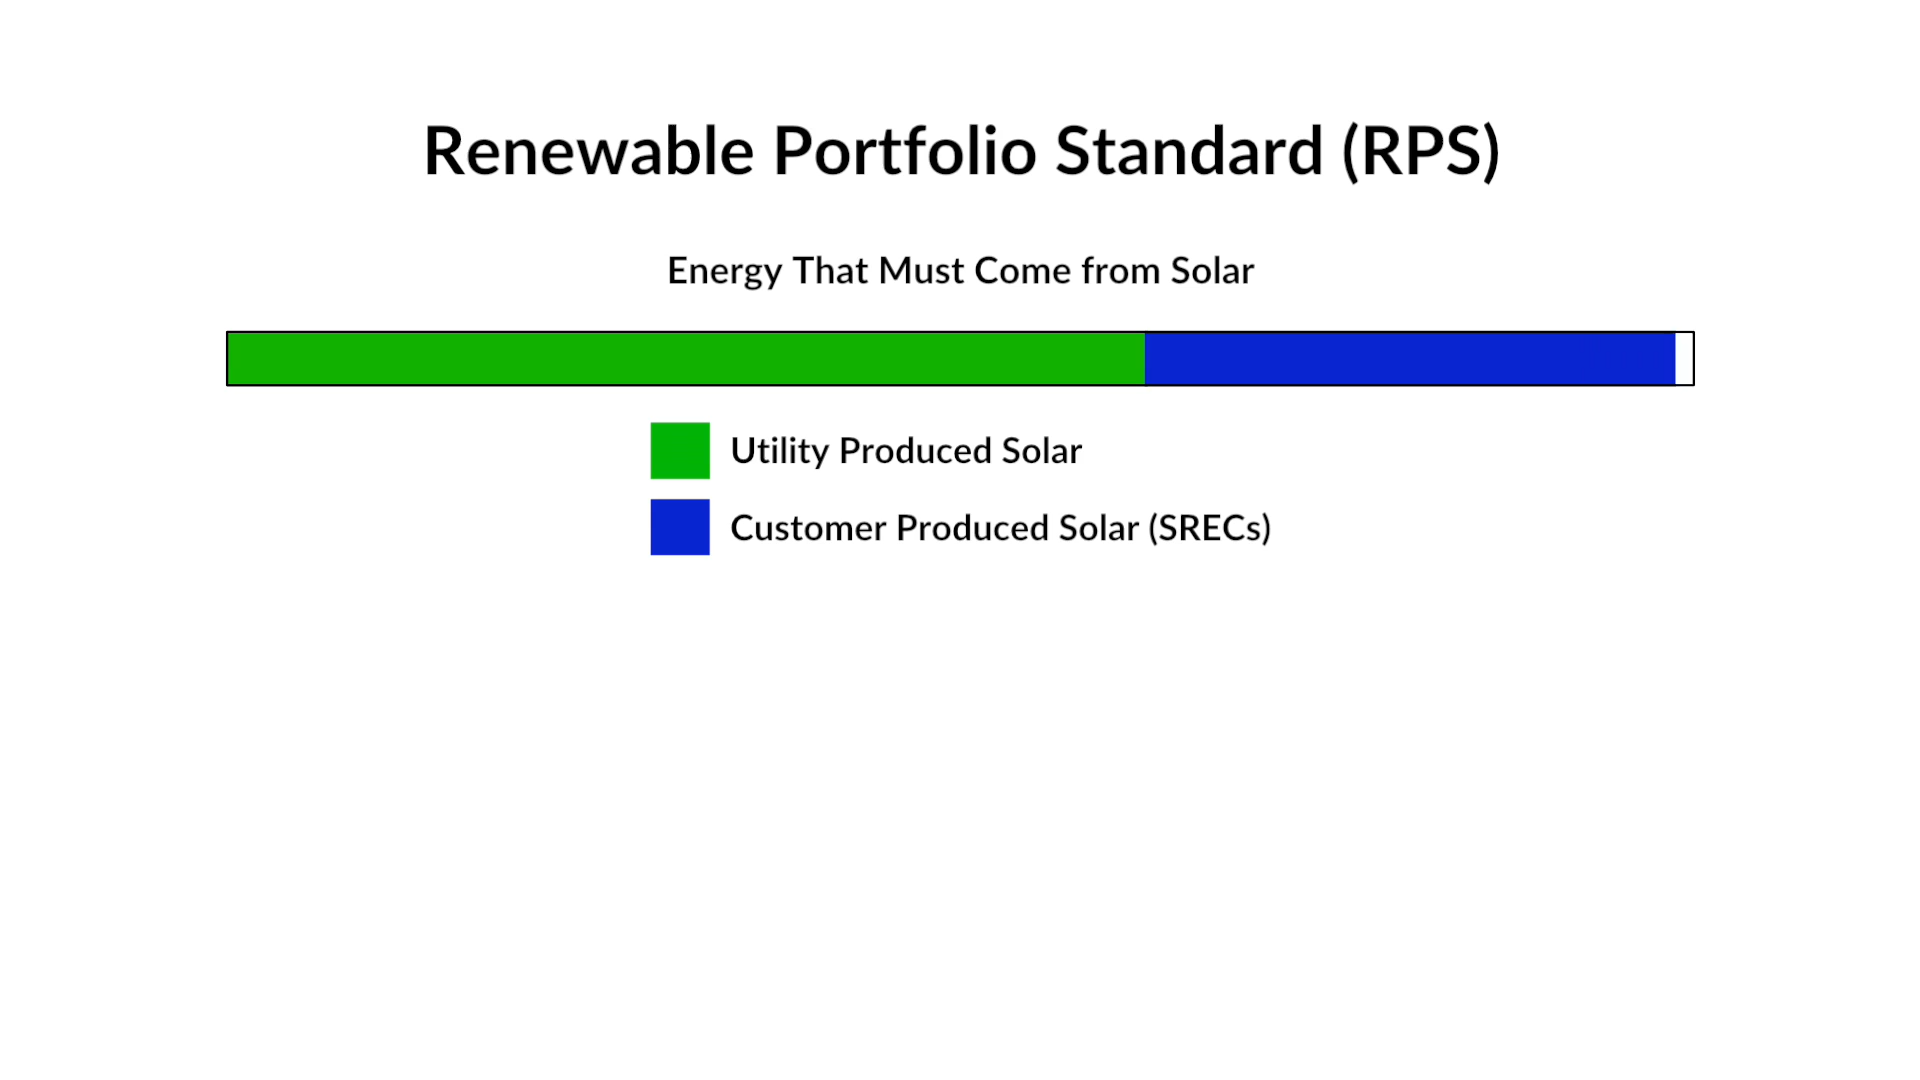 Renewable Portfolio Standard (RPS)
Energy That Must Come from Solar
Utility Produced Solar
Customer Produced Solar (SRECs)